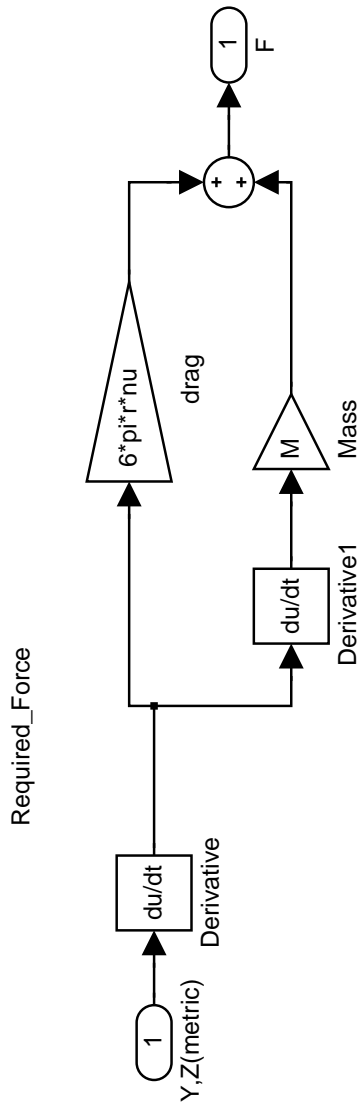 Required_Force
1
Y,Z(metric)
du/dt
Derivative
6*pi*r*nu
drag
du/dt
Derivative1
M
Mass
+
+
1
F